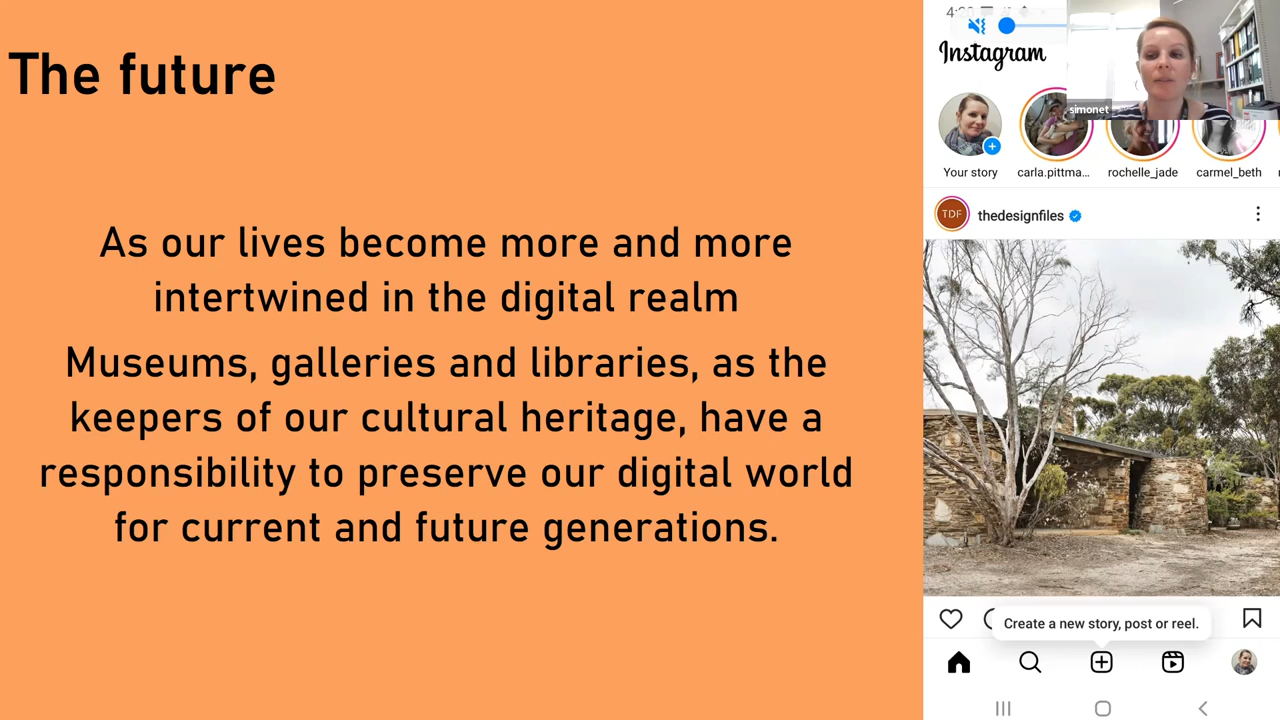 The future
As our lives become more and more
intertwined in the digital realm
Museums, galleries and libraries, as the
keepers of our cultural heritage, have a
responsibility to preserve our digital world
for current and future generations.
Instagram
simonet
Your story
carla.pittma...
rochelle_jade
carmel_beth
TDF
thedesignfiles
Create a new story, post or reel.